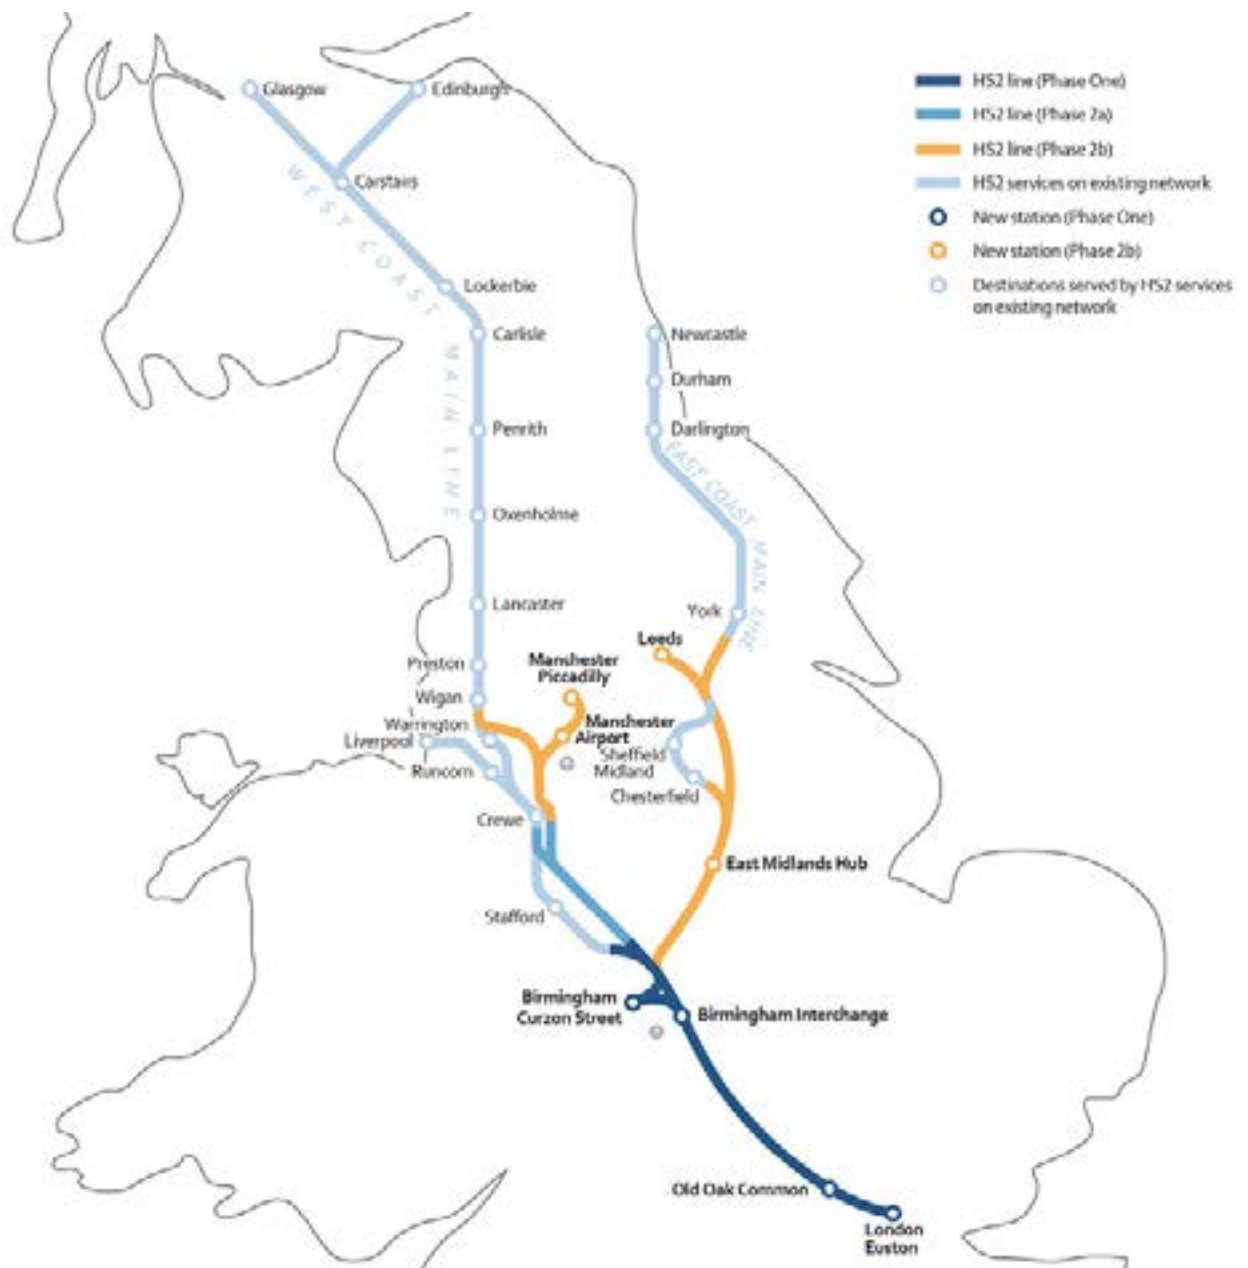 HS2 line (Phase One)
HS2 line (Phase 2a)
HS2 line (Phase 2b)
HS2 services on existing network
New station (Phase One)
New station (Phase 2b)
Destinations served by HS2 services
on existing network
Glasgow
Edinburgh
Carstairs
WEST COAST MAIN LINE
Lockerbie
Carlisle
Newcastle
Durham
Penrith
Darlington
EAST COAST MAIN LINE
Oxenholme
Lancaster
York
Leeds
Preston
Manchester
Piccadilly
Wigan
Warrington
Manchester
Airport
Liverpool
Sheffield
Midland
Runcorn
Chesterfield
Crewe
East Midlands Hub
Stafford
Birmingham
Curzon Street
Birmingham Interchange
Old Oak Common
London
Euston